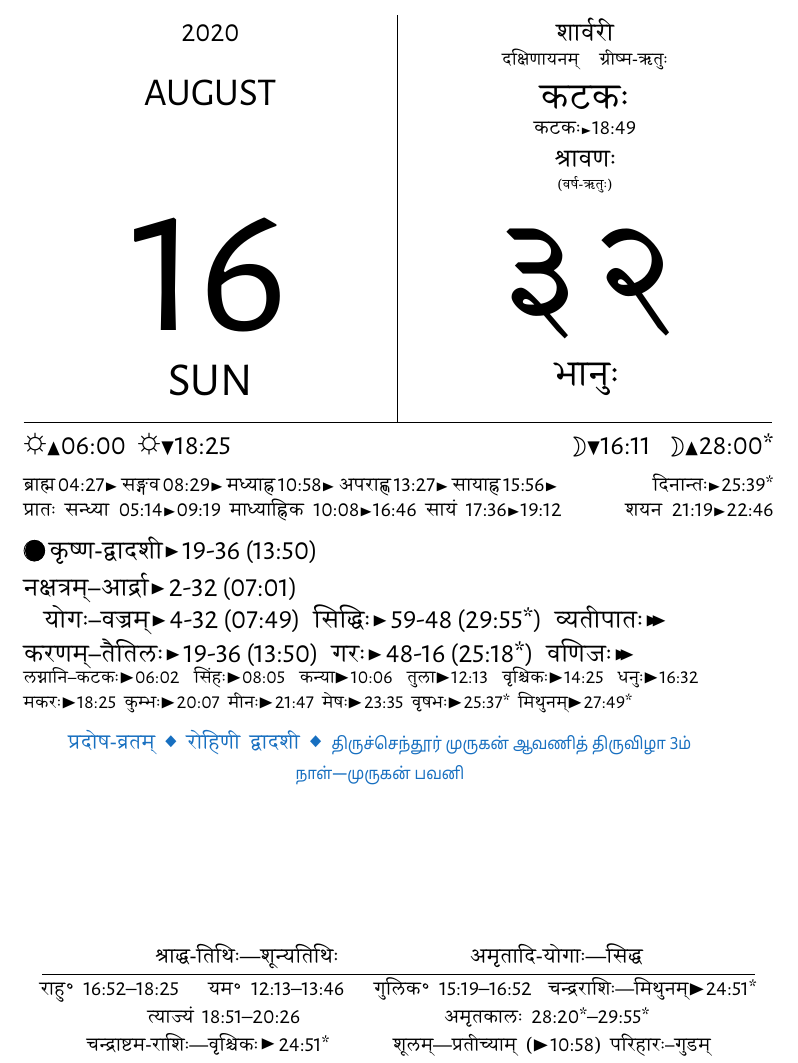 2020
AUGUST
16
SUN
शार्वरी
दक्षिणायनम् ग्रीष्म-ऋतुः
कटकः
कटकः►18:49
श्रावणः
(वर्ष-ऋतुः)
३२
भानुः
☼▲06:00 ☼▼18:25 ☽▼16:11 ☽▲28:00*
ब्राह्म 04:27► सङ्गव 08:29► मध्याह्न 10:58► अपराह्ण 13:27► सायाह्न 15:56► दिनान्तः►25:39*
प्रातः सन्ध्या 05:14►09:19 माध्याह्निक 10:08►16:46 सायं 17:36►19:12 शयन 21:19►22:46
कृष्ण-द्वादशी►19-36 (13:50)
नक्षत्रम्–आर्द्रा►2-32 (07:01)
योगः–वज्रम्►4-32 (07:49) सिद्धिः►59-48 (29:55*) व्यतीपातः►►
करणम्–तैतिलः►19-36 (13:50) गरः►48-16 (25:18*) वणिजः►►
लग्नानि–कटकः►06:02 सिंहः►08:05 कन्या►10:06 तुला►12:13 वृश्चिकः►14:25 धनुः►16:32
मकरः►18:25 कुम्भः►20:07 मीनः►21:47 मेषः►23:35 वृषभः►25:37* मिथुनम्►27:49*
प्रदोष-व्रतम् ◆ रोहिणी द्वादशी ◆ திருச்செந்தூர் முருகன் ஆவணித் திருவிழா 3ம்
நாள்—முருகன் பவனி
श्राद्ध-तिथिः—शून्यतिथिः अमृतादि-योगाः—सिद्ध
राहु॰ 16:52–18:25 यम॰ 12:13–13:46 गुलिक॰ 15:19–16:52 चन्द्रराशिः—मिथुनम्►24:51*
त्याज्यं 18:51–20:26 अमृतकालः 28:20*–29:55*
चन्द्राष्टम-राशिः—वृश्चिकः►24:51* शूलम्—प्रतीच्याम् (►10:58) परिहारः–गुडम्